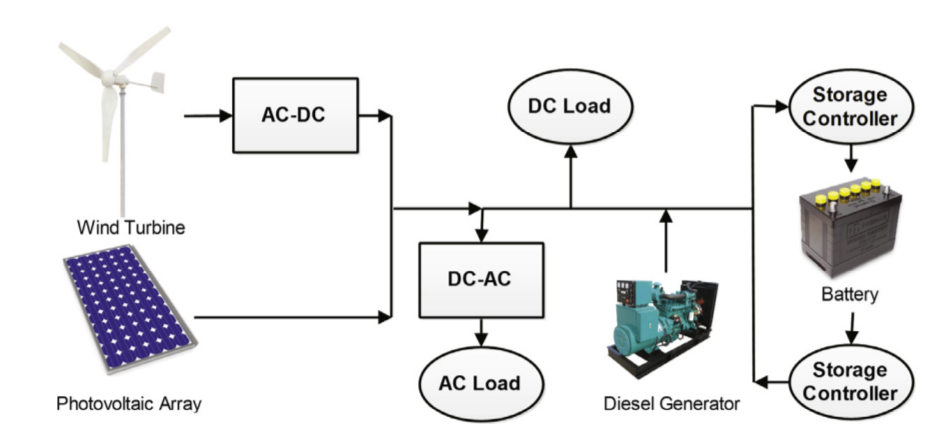 AC-DC
DC Load
Storage
Controller
Wind Turbine
DC-AC
Battery
AC Load
Diesel Generator
Storage
Controller
Photovoltaic Array